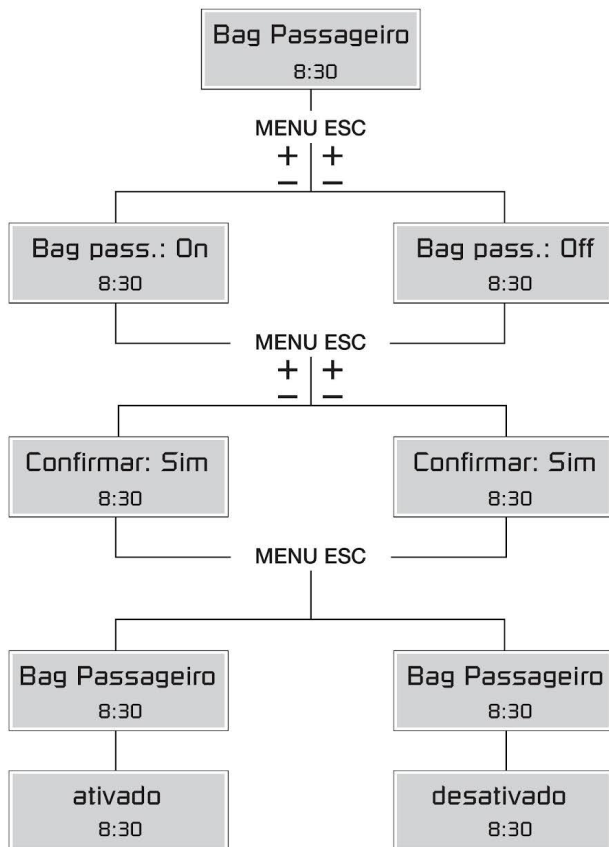 Bag Passageiro
8:30
MENU ESC
+ +
– –
Bag pass.: On
8:30
Bag pass.: Off
8:30
MENU ESC
+ +
– –
Confirmar: Sim
8:30
Confirmar: Sim
8:30
MENU ESC
Bag Passageiro
8:30
Bag Passageiro
8:30
ativado
8:30
desativado
8:30